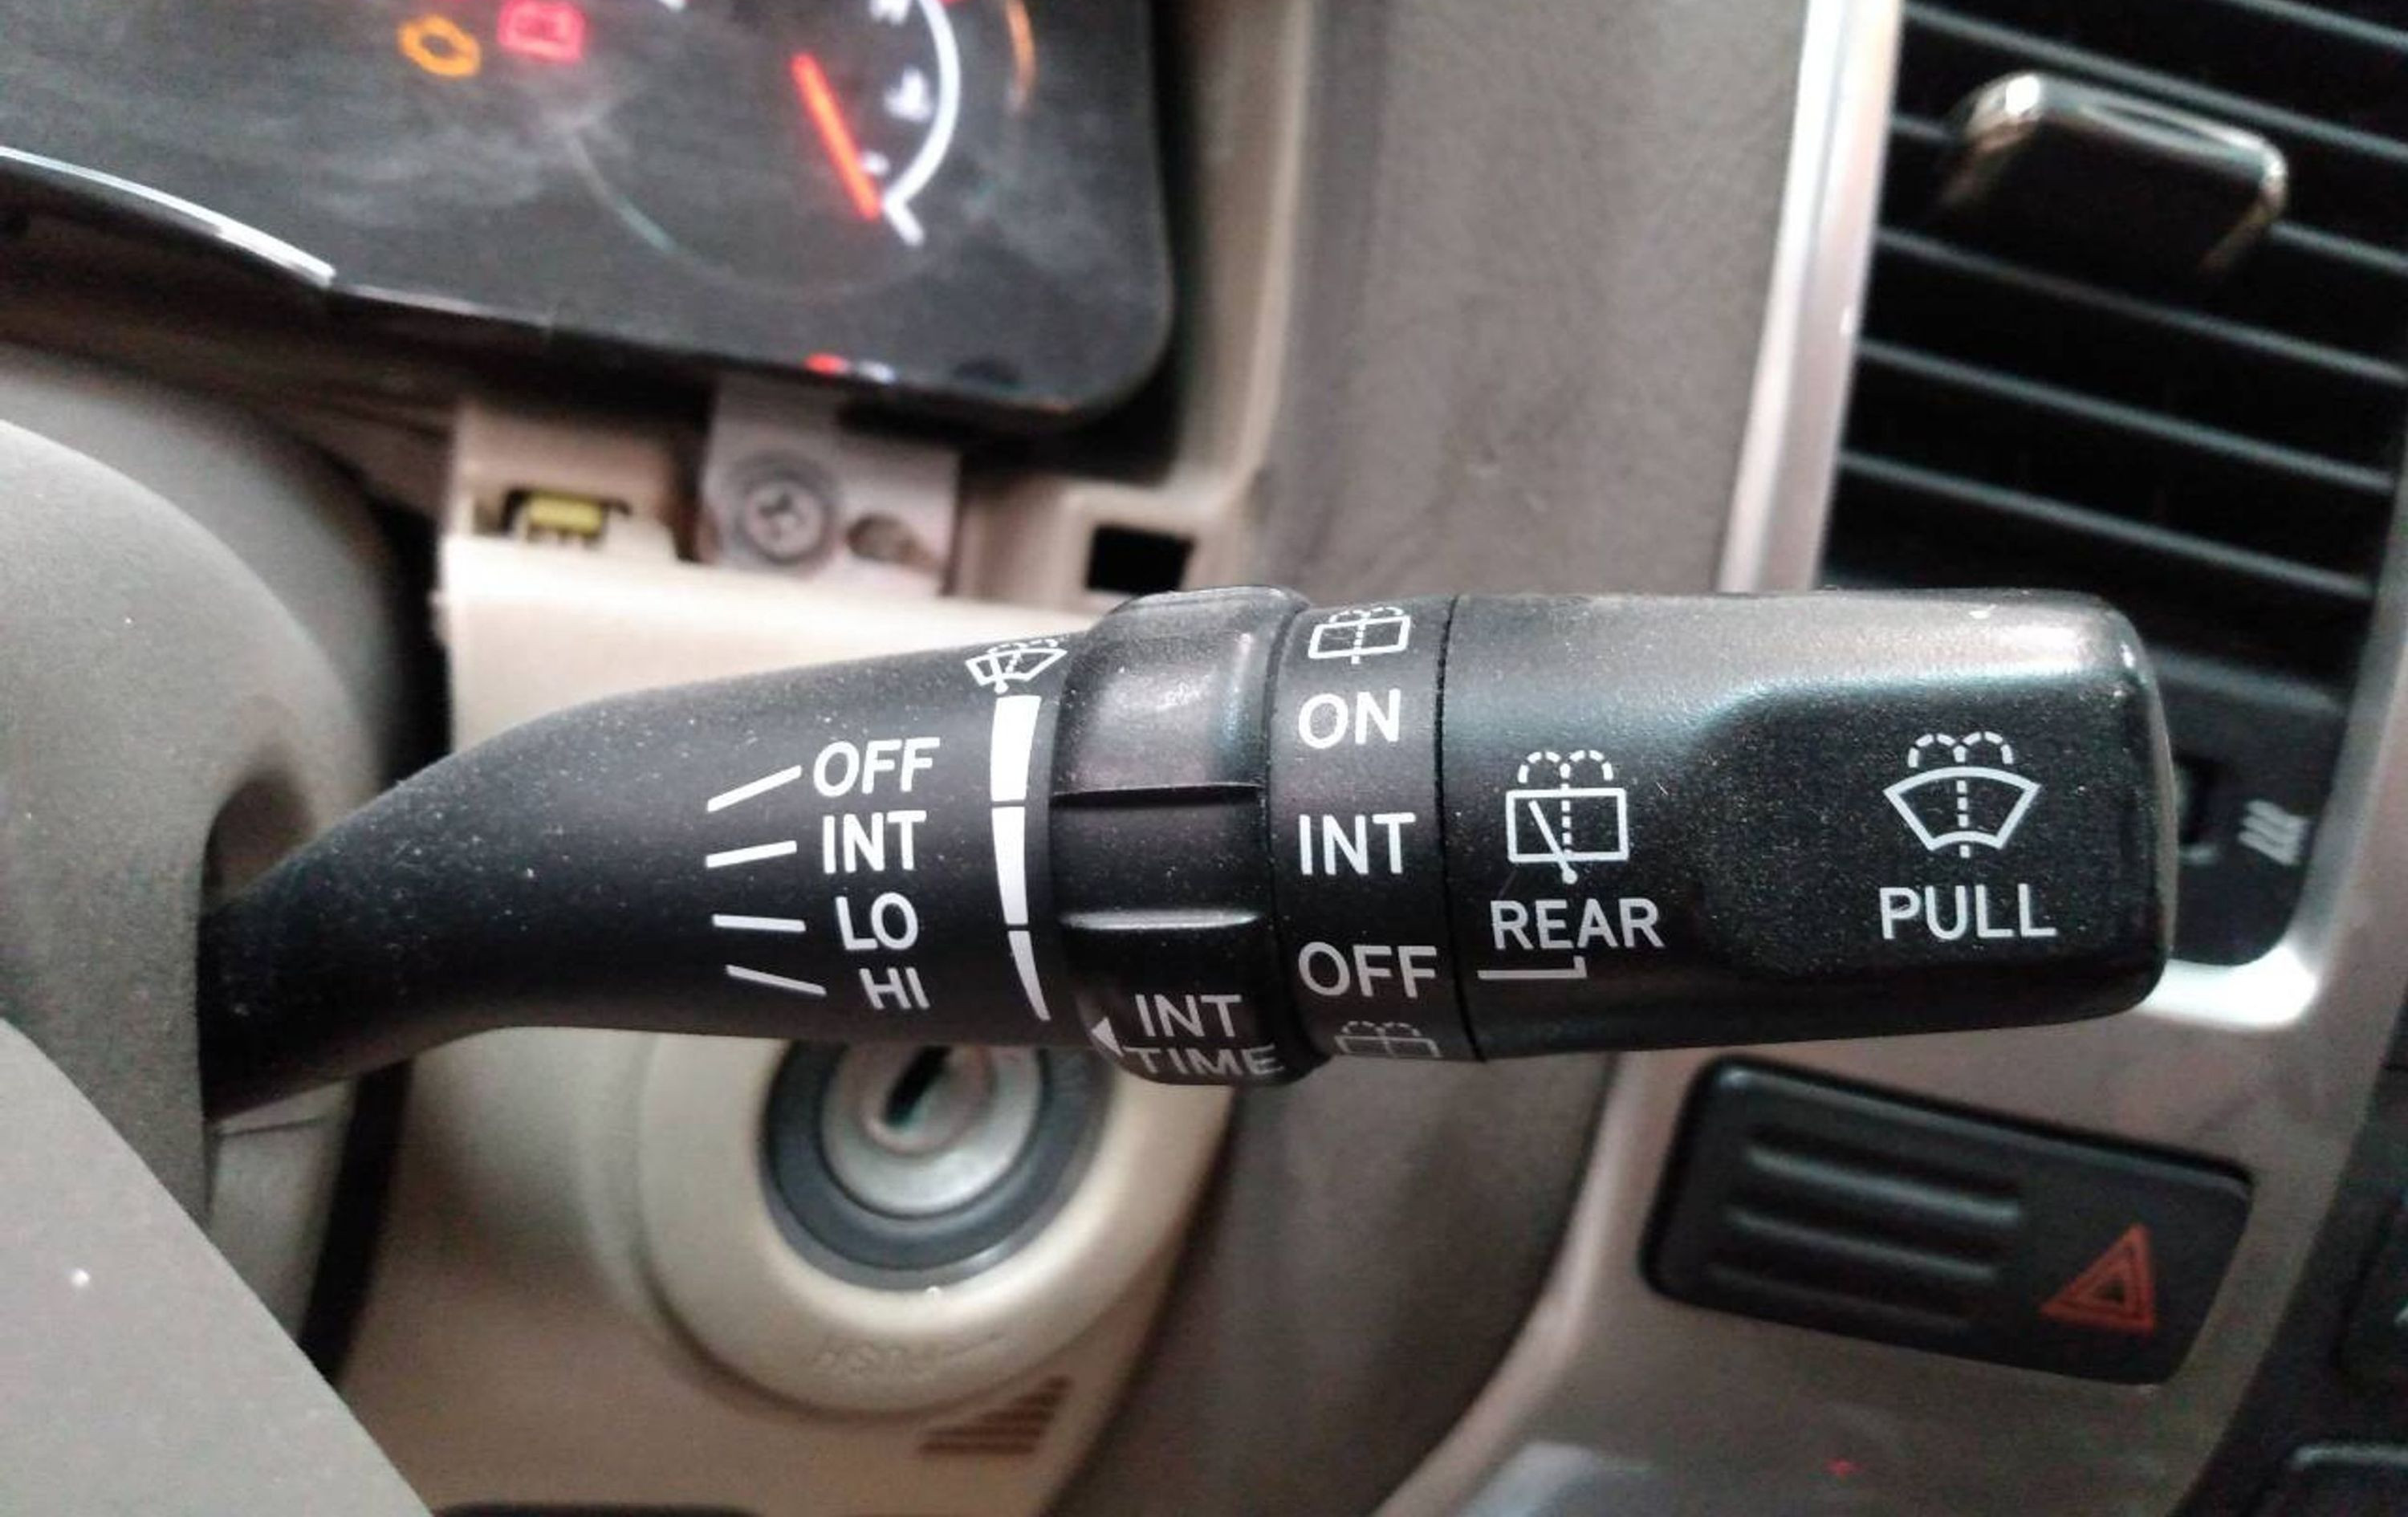 OFF
INT
LO
HI
INT
TIME
ON
INT
OFF
REAR
PULL